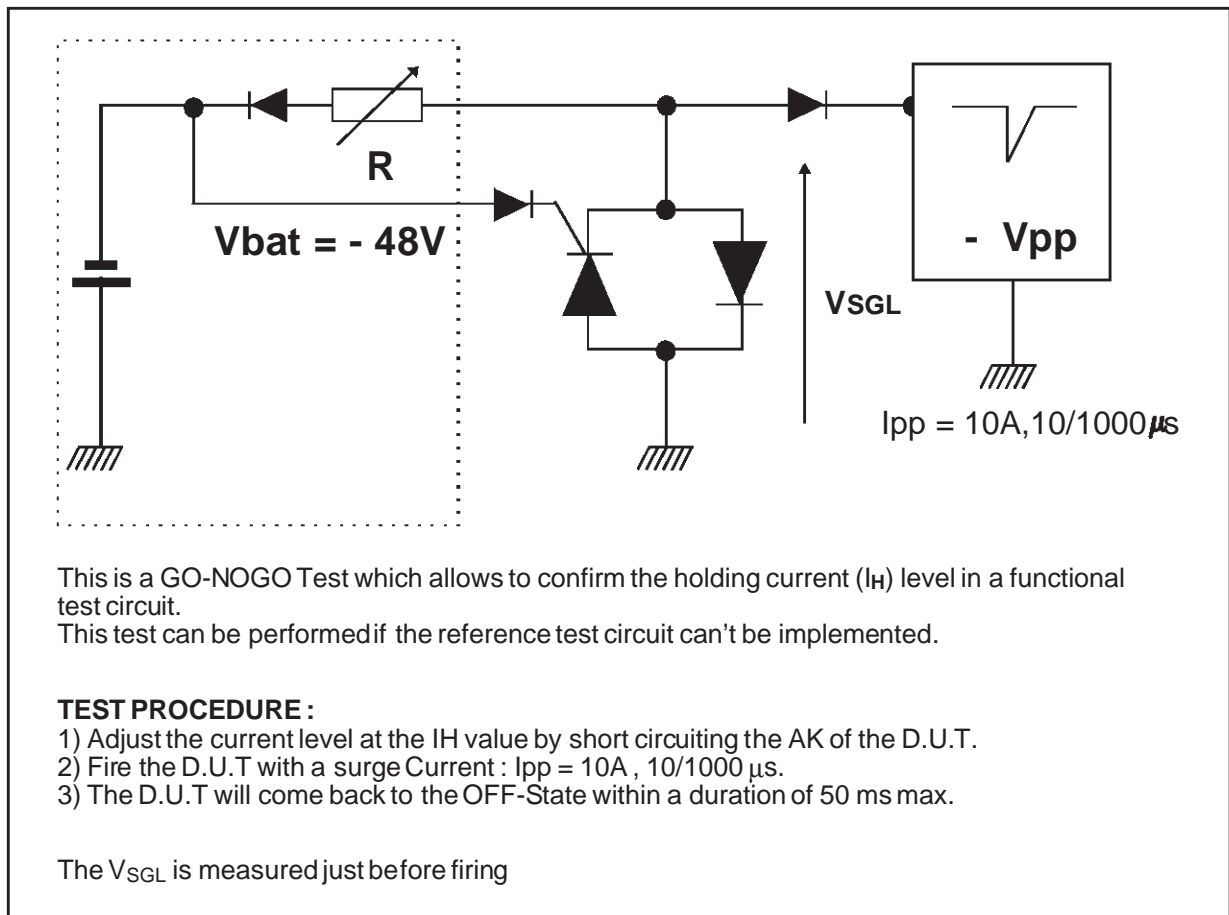 R
Vbat = - 48V
- Vpp
VSGL
Ipp = 10A,10/1000 µs
This is a GO-NOGO Test which allows to confirm the holding current (IH) level in a functional
test circuit.
This test can be performed if the reference test circuit can't be implemented.
TEST PROCEDURE :
1) Adjust the current level at the IH value by short circuiting the AK of the D.U.T.
2) Fire the D.U.T with a surge Current : Ipp = 10A , 10/1000 µs.
3) The D.U.T will come back to the OFF-State within a duration of 50 ms max.
The VSGL is measured just before firing